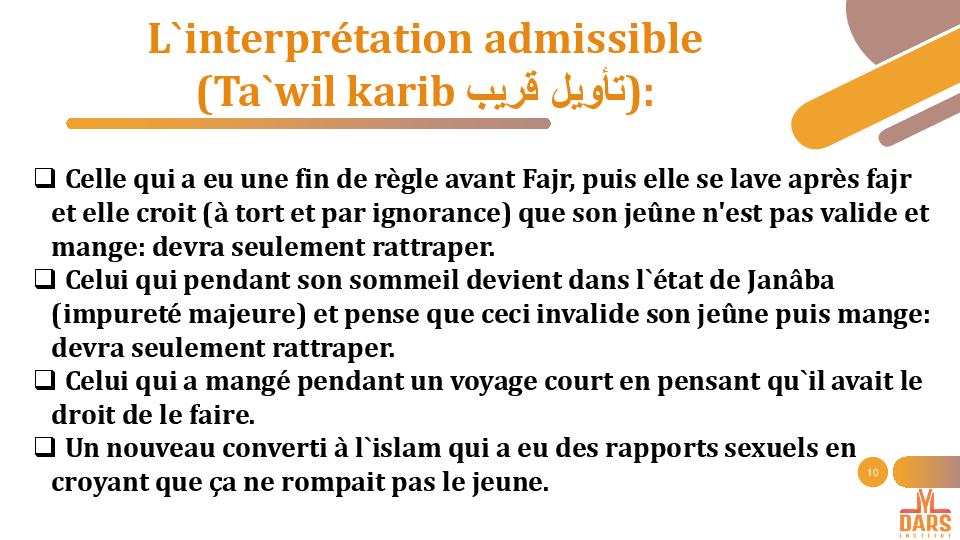 L`interprétation admissible
(Ta`wil karib تأويل قريب):
❑ Celle qui a eu une fin de règle avant Fajr, puis elle se lave après fajr
et elle croit (à tort et par ignorance) que son jeûne n'est pas valide et
mange: devra seulement rattraper.
❑ Celui qui pendant son sommeil devient dans l`état de Janâba
(impureté majeure) et pense que ceci invalide son jeûne puis mange:
devra seulement rattraper.
❑ Celui qui a mangé pendant un voyage court en pensant qu`il avait le
droit de le faire.
❑ Un nouveau converti à l`islam qui a eu des rapports sexuels en
croyant que ça ne rompait pas le jeune.
10
DARS
INSTITUT